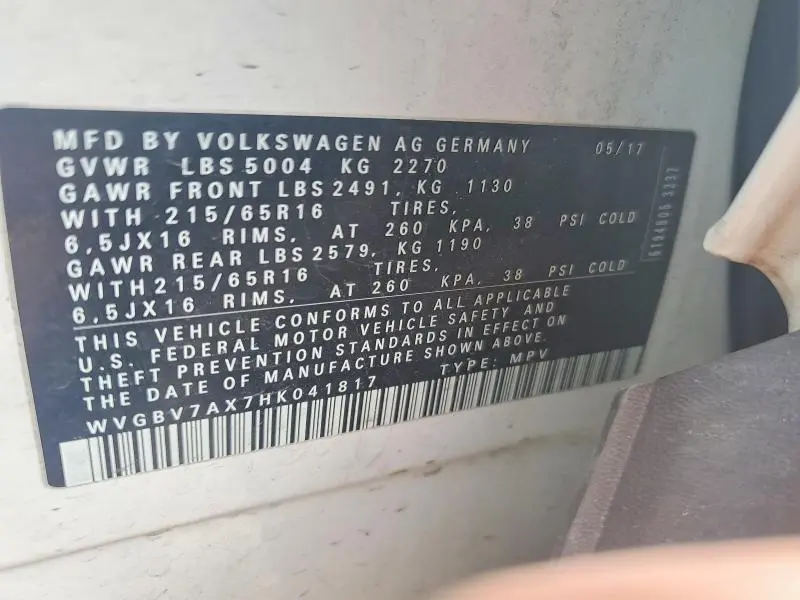 MFD BY VOLKSWAGEN AG GERMANY 05/17
GVWR LBS 5004 KG 2270
GAWR FRONT LBS 2491, KG 1130
WITH 215/65R16 TIRES,
6,5JX16 RIMS, AT 260 KPA, 38 PSI COLD
GAWR REAR LBS 2579, KG 1190
WITH 215/65R16 TIRES,
6,5JX16 RIMS, AT 260 KPA, 38 PSI COLD
THIS VEHICLE CONFORMS TO ALL APPLICABLE
U.S. FEDERAL MOTOR VEHICLE SAFETY AND
THEFT PREVENTION STANDARDS IN EFFECT ON
THE DATE OF MANUFACTURE SHOWN ABOVE.
WVGBV7AX7HK041817 TYPE: MPV